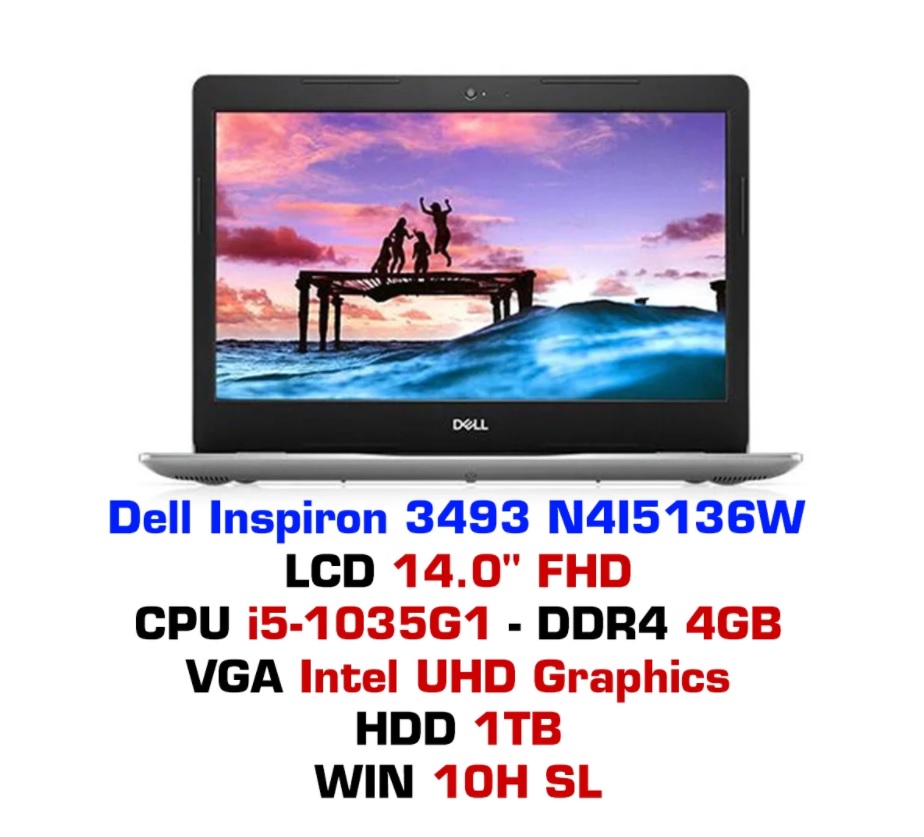 DELL
Dell Inspiron 3493 N4I5136W
LCD 14.0" FHD
CPU i5-1035G1 - DDR4 4GB
VGA Intel UHD Graphics
HDD 1TB
WIN 10H SL